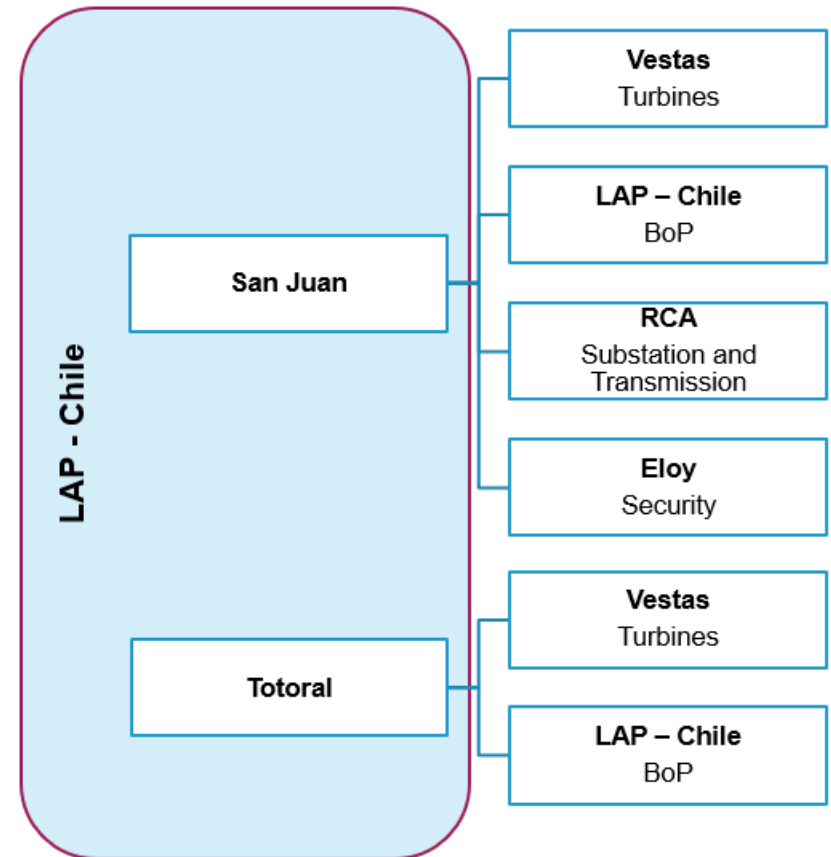 LAP - Chile
San Juan
Vestas
Turbines
LAP – Chile
BoP
RCA
Substation and
Transmission
Eloy
Security
Totoral
Vestas
Turbines
LAP – Chile
BoP